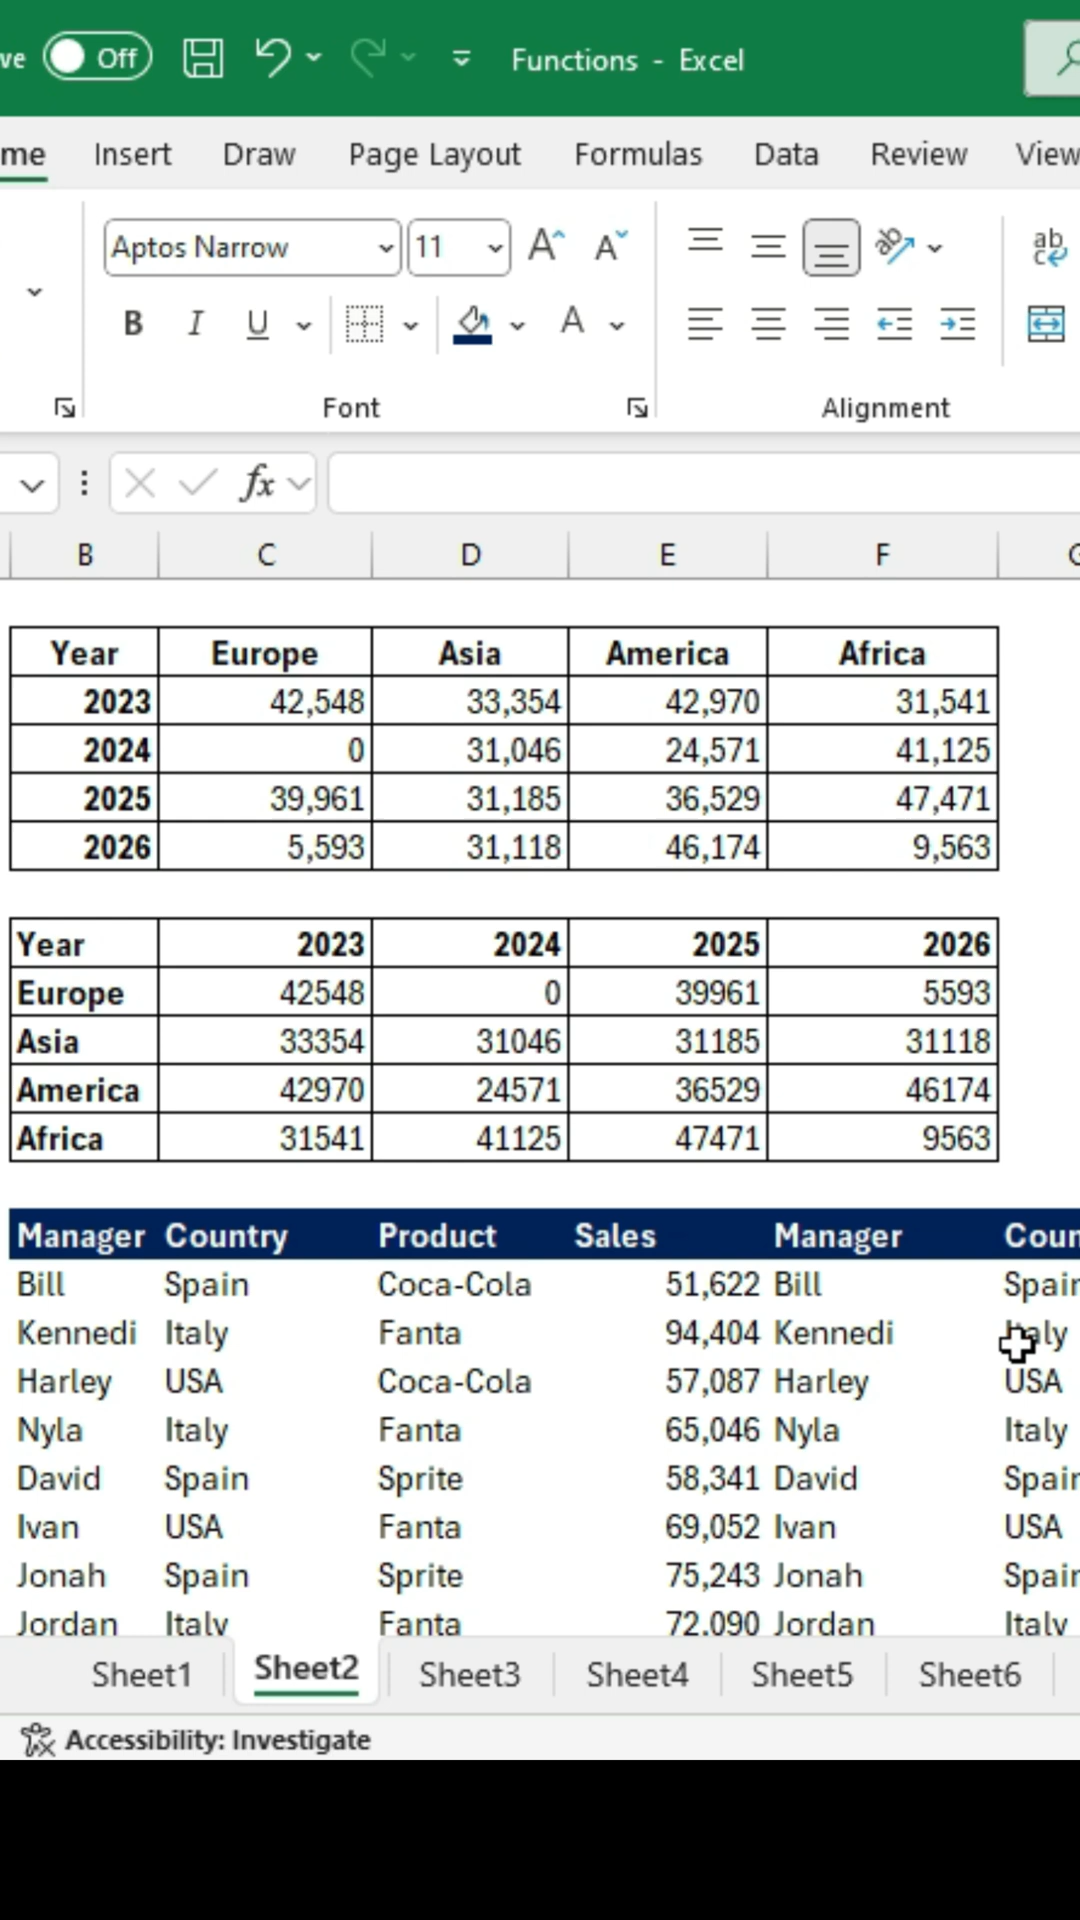 ve Off Functions - Excel
me Insert Draw Page Layout Formulas Data Review View
Aptos Narrow 11 A A ab
B I U A
Font Alignment
fx
B C D E F
Year Europe Asia America Africa
2023 42,548 33,354 42,970 31,541
2024 0 31,046 24,571 41,125
2025 39,961 31,185 36,529 47,471
2026 5,593 31,118 46,174 9,563
Year 2023 2024 2025 2026
Europe 42548 0 39961 5593
Asia 33354 31046 31185 31118
America 42970 24571 36529 46174
Africa 31541 41125 47471 9563
Manager Country Product Sales Manager Coun
Bill Spain Coca-Cola 51,622 Bill Spain
Kennedi Italy Fanta 94,404 Kennedi Italy
Harley USA Coca-Cola 57,087 Harley USA
Nyla Italy Fanta 65,046 Nyla Italy
David Spain Sprite 58,341 David Spain
Ivan USA Fanta 69,052 Ivan USA
Jonah Spain Sprite 75,243 Jonah Spain
Jordan Italy Fanta 72,090 Jordan Italy
Sheet1 Sheet2 Sheet3 Sheet4 Sheet5 Sheet6
Accessibility: Investigate